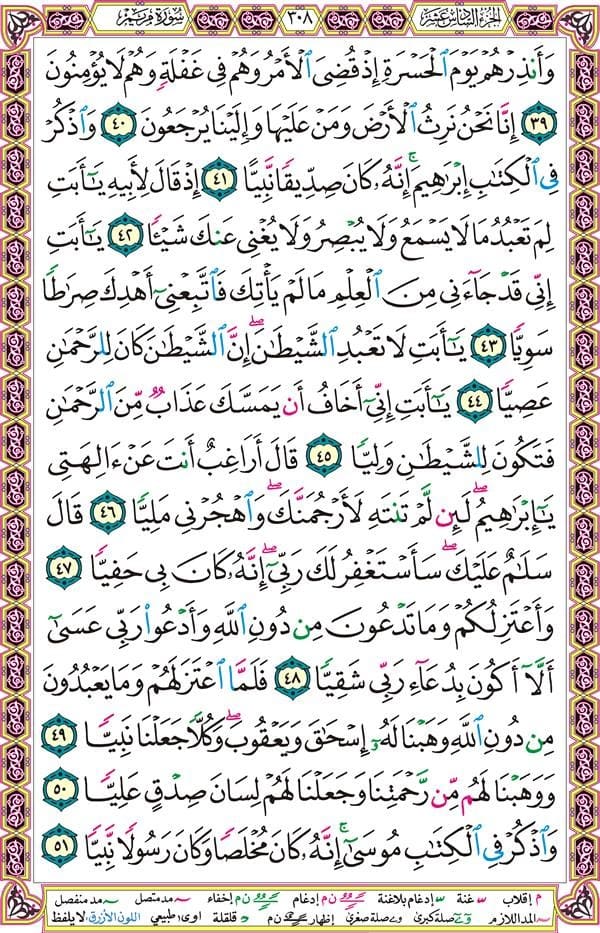 الجزء السادس عشر ٣٠٨ سورة مريم
وَأَنذِرْهُمْ يَوْمَ ٱلْحَسْرَةِ إِذْ قُضِىَ ٱلْأَمْرُ وَهُمْ فِى غَفْلَةٍ وَهُمْ لَا يُؤْمِنُونَ
٣٩ إِنَّا نَحْنُ نَرِثُ ٱلْأَرْضَ وَمَنْ عَلَيْهَا وَإِلَيْنَا يُرْجَعُونَ ٤٠ وَٱذْكُرْ
فِى ٱلْكِتَٰبِ إِبْرَٰهِيمَ ۚ إِنَّهُۥ كَانَ صِدِّيقًا نَّبِيًّا ٤١ إِذْ قَالَ لِأَبِيهِ يَٰٓأَبَتِ
لِمَ تَعْبُدُ مَا لَا يَسْمَعُ وَلَا يُبْصِرُ وَلَا يُغْنِى عَنكَ شَيْـًٔا ٤٢ يَٰٓأَبَتِ
إِنِّى قَدْ جَآءَنِى مِنَ ٱلْعِلْمِ مَا لَمْ يَأْتِكَ فَٱتَّبِعْنِىٓ أَهْدِكَ صِرَٰطًا
سَوِيًّا ٤٣ يَٰٓأَبَتِ لَا تَعْبُدِ ٱلشَّيْطَٰنَ ۖ إِنَّ ٱلشَّيْطَٰنَ كَانَ لِلرَّحْمَٰنِ
عَصِيًّا ٤٤ يَٰٓأَبَتِ إِنِّىٓ أَخَافُ أَن يَمَسَّكَ عَذَابٌ مِّنَ ٱلرَّحْمَٰنِ
فَتَكُونَ لِلشَّيْطَٰنِ وَلِيًّا ٤٥ قَالَ أَرَاغِبٌ أَنتَ عَنْ ءَالِهَتِى
يَٰٓإِبْرَٰهِيمُ ۖ لَئِن لَّمْ تَنتَهِ لَأَرْجُمَنَّكَ ۖ وَٱهْجُرْنِى مَلِيًّا ٤٦ قَالَ
سَلَٰمٌ عَلَيْكَ ۖ سَأَسْتَغْفِرُ لَكَ رَبِّىٓ ۖ إِنَّهُۥ كَانَ بِى حَفِيًّا ٤٧
وَأَعْتَزِلُكُمْ وَمَا تَدْعُونَ مِن دُونِ ٱللَّهِ وَأَدْعُوا۟ رَبِّى عَسَىٰٓ
أَلَّآ أَكُونَ بِدُعَآءِ رَبِّى شَقِيًّا ٤٨ فَلَمَّا ٱعْتَزَلَهُمْ وَمَا يَعْبُدُونَ
مِن دُونِ ٱللَّهِ وَهَبْنَا لَهُۥٓ إِسْحَٰقَ وَيَعْقُوبَ ۖ وَكُلًّا جَعَلْنَا نَبِيًّا ٤٩
وَوَهَبْنَا لَهُم مِّن رَّحْمَتِنَا وَجَعَلْنَا لَهُمْ لِسَانَ صِدْقٍ عَلِيًّا ٥٠
وَٱذْكُرْ فِى ٱلْكِتَٰبِ مُوسَىٰٓ ۚ إِنَّهُۥ كَانَ مُخْلَصًا وَكَانَ رَسُولًا نَّبِيًّا ٥١
م إقلاب غنة إدغام بلاغنة ن م إدغام ن م إخفاء مد متصل مد منفصل
المد اللازم صلة كبرى صلة صغرى إظهار ن م قلقلة اوى: طبيعي اللون الأزرق: لا يلفظ